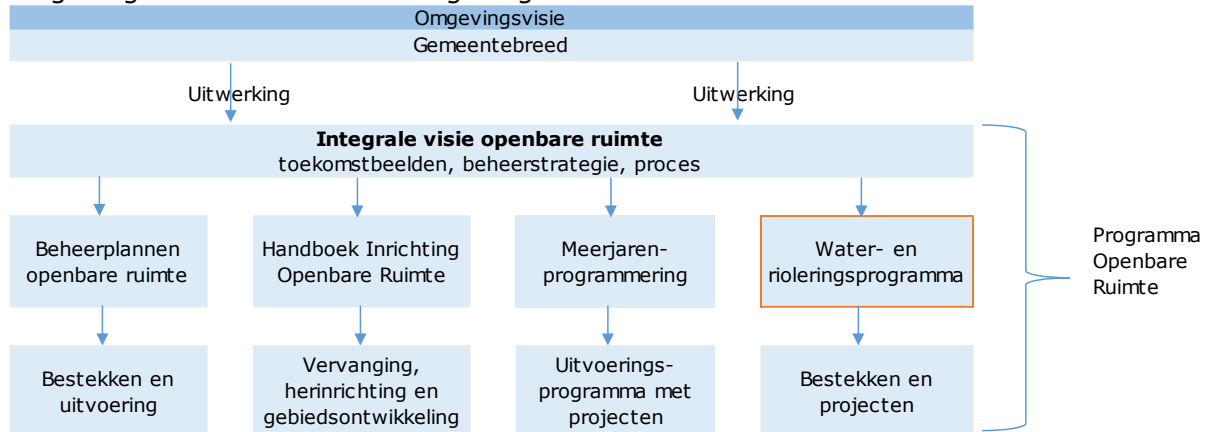 Omgevingsvisie
Gemeentebreed
Uitwerking
Uitwerking
Integrale visie openbare ruimte
toekomstbeelden, beheerstrategie, proces
Beheerplannen
openbare ruimte
Handboek Inrichting
Openbare Ruimte
Meerjaren-
programmering
Water- en
rioleringsprogramma
Programma
Openbare
Ruimte
Bestekken en
uitvoering
Vervanging,
herinrichting en
gebiedsontwikkeling
Uitvoerings-
programma met
projecten
Bestekken en
projecten